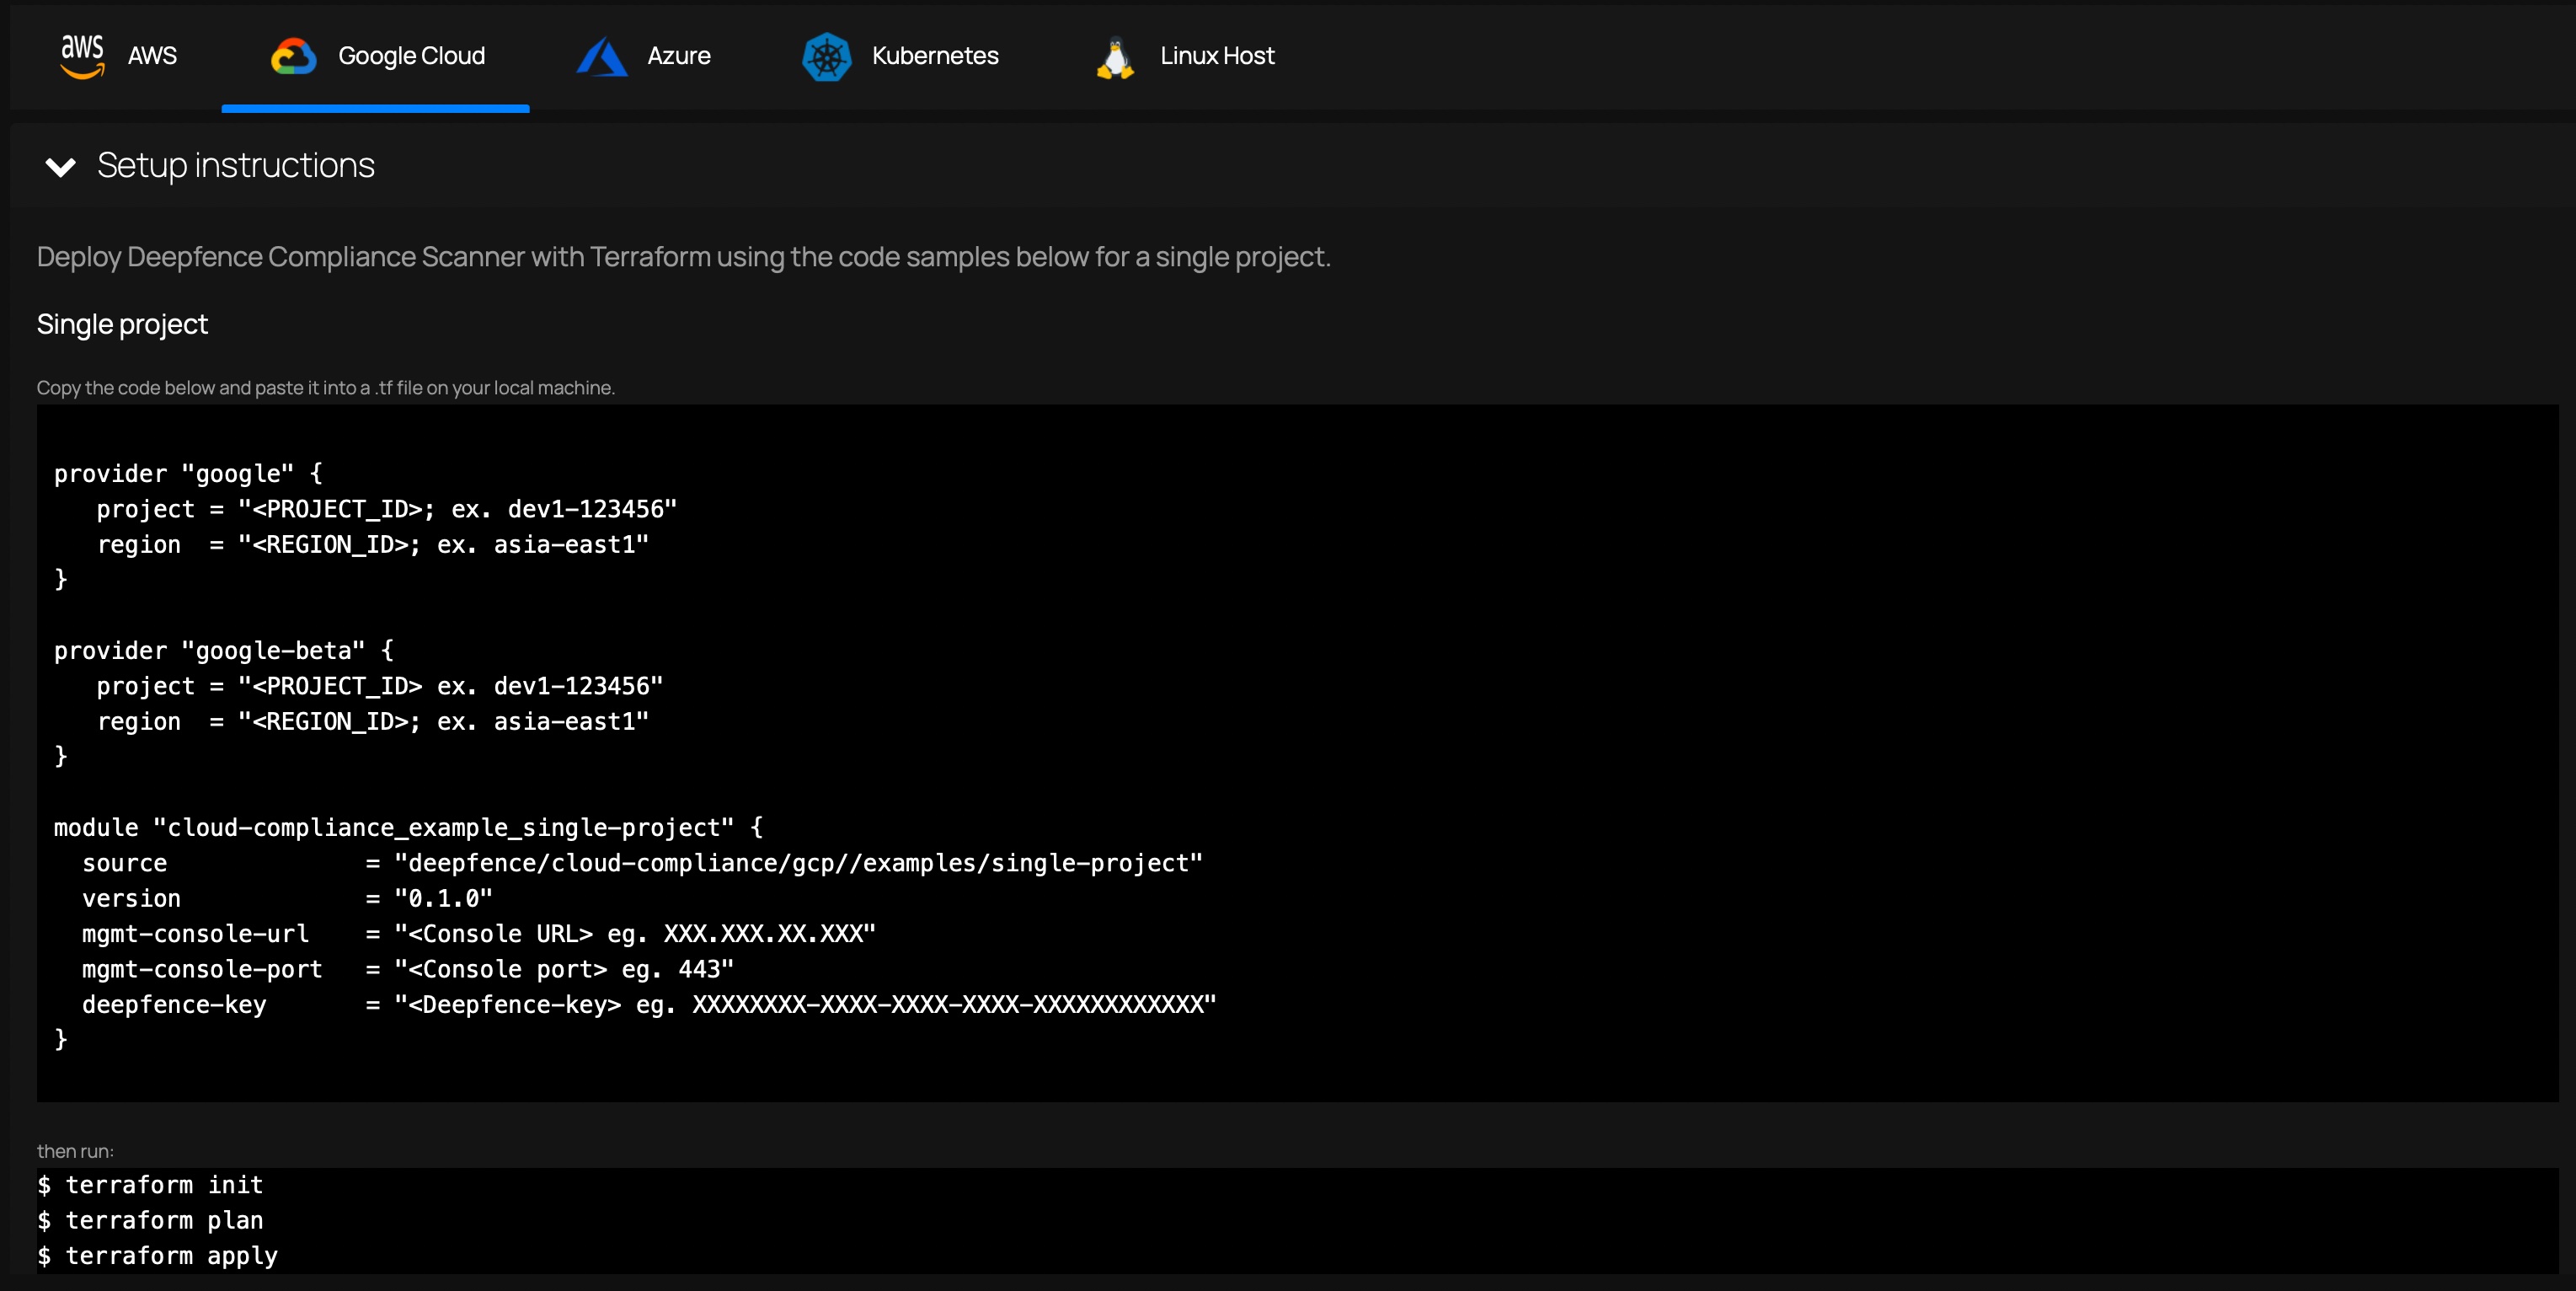 aws AWS Google Cloud Azure Kubernetes Linux Host
Setup instructions
Deploy Deepfence Compliance Scanner with Terraform using the code samples below for a single project.
Single project
Copy the code below and paste it into a .tf file on your local machine.
provider "google" {
   project = "<PROJECT_ID>; ex. dev1-123456"
   region  = "<REGION_ID>; ex. asia-east1"
}
provider "google-beta" {
   project = "<PROJECT_ID> ex. dev1-123456"
   region  = "<REGION_ID>; ex. asia-east1"
}
module "cloud-compliance_example_single-project" {
  source              = "deepfence/cloud-compliance/gcp//examples/single-project"
  version             = "0.1.0"
  mgmt-console-url    = "<Console URL> eg. XXX.XXX.XX.XXX"
  mgmt-console-port   = "<Console port> eg. 443"
  deepfence-key       = "<Deepfence-key> eg. XXXXXXXX-XXXX-XXXX-XXXX-XXXXXXXXXXXX"
}
then run:
$ terraform init
$ terraform plan
$ terraform apply